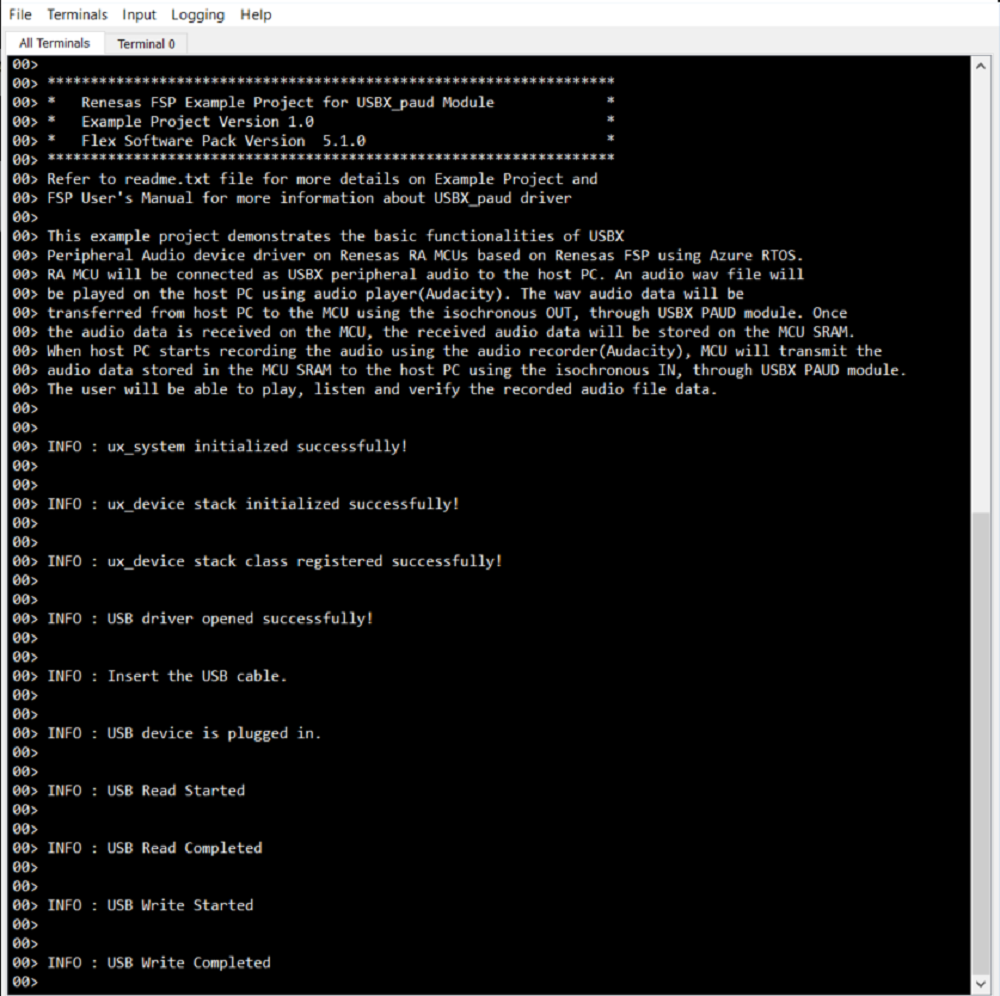 File Terminals Input Logging Help
All Terminals Terminal 0
00>
00> ******************************************************************
00> *   Renesas FSP Example Project for USBX_paud Module             *
00> *   Example Project Version 1.0                                  *
00> *   Flex Software Pack Version  5.1.0                            *
00> ******************************************************************
00> Refer to readme.txt file for more details on Example Project and
00> FSP User's Manual for more information about USBX_paud driver
00>
00> This example project demonstrates the basic functionalities of USBX
00> Peripheral Audio device driver on Renesas RA MCUs based on Renesas FSP using Azure RTOS.
00> RA MCU will be connected as USBX peripheral audio to the host PC. An audio wav file will
00> be played on the host PC using audio player(Audacity). The wav audio data will be
00> transferred from host PC to the MCU using the isochronous OUT, through USBX PAUD module. Once
00> the audio data is received on the MCU, the received audio data will be stored on the MCU SRAM.
00> When host PC starts recording the audio using the audio recorder(Audacity), MCU will transmit the
00> audio data stored in the MCU SRAM to the host PC using the isochronous IN, through USBX PAUD module.
00> The user will be able to play, listen and verify the recorded audio file data.
00>
00>
00> INFO : ux_system initialized successfully!
00>
00>
00> INFO : ux_device stack initialized successfully!
00>
00>
00> INFO : ux_device stack class registered successfully!
00>
00>
00> INFO : USB driver opened successfully!
00>
00>
00> INFO : Insert the USB cable.
00>
00>
00> INFO : USB device is plugged in.
00>
00>
00> INFO : USB Read Started
00>
00>
00> INFO : USB Read Completed
00>
00>
00> INFO : USB Write Started
00>
00>
00> INFO : USB Write Completed
00>